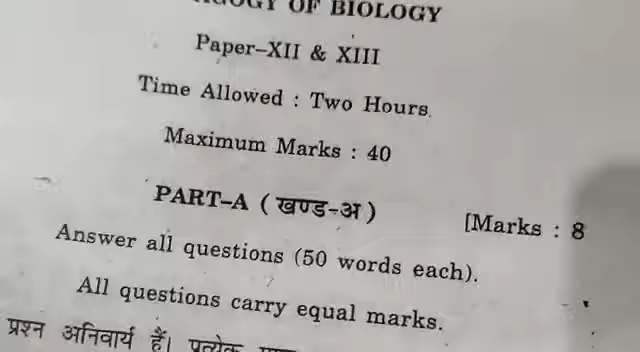 OF BIOLOGY
Paper–XII & XIII
Time Allowed : Two Hours
Maximum Marks : 40
PART–A ( खण्ड-अ ) [Marks : 8
Answer all questions (50 words each).
All questions carry equal marks.
प्रश्न अनिवार्य हैं। प्रत्येक